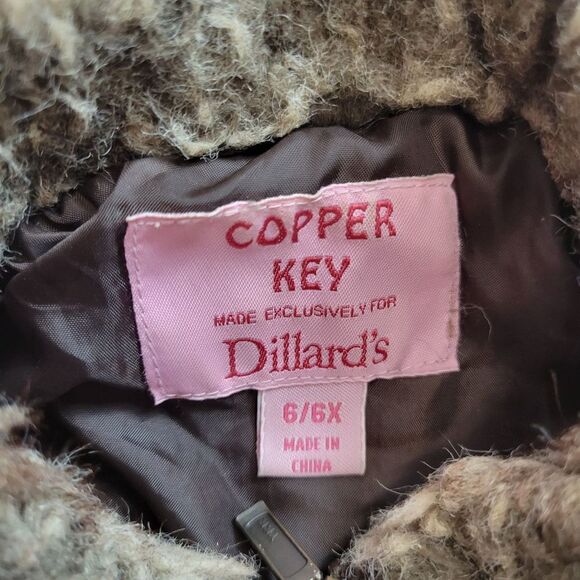 COPPER
KEY
MADE EXCLUSIVELY FOR
Dillard's
6/6X
MADE IN
CHINA